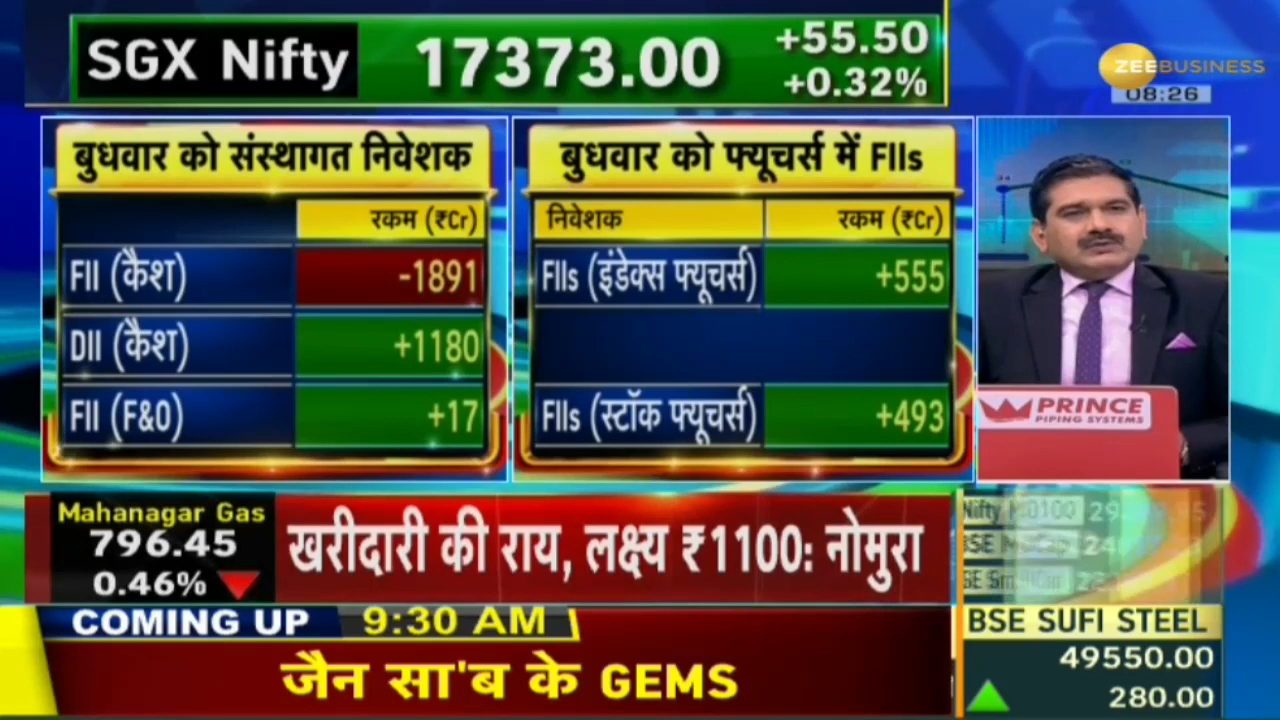 SGX Nifty 17373.00 +55.50
+0.32%
ZEEBUSINESS
08:26
बुधवार को संस्थागत निवेशक
रकम (₹Cr)
FII (कैश) -1891
DII (कैश) +1180
FII (F&O) +17
बुधवार को फ्यूचर्स में FIIs
निवेशक रकम (₹Cr)
FIIs (इंडेक्स फ्यूचर्स) +555
FIIs (स्टॉक फ्यूचर्स) +493
PRINCE
PIPING SYSTEMS
Mahanagar Gas
796.45
0.46%
खरीदारी की राय, लक्ष्य ₹1100: नोमुरा
COMING UP 9:30 AM
जैन सा'ब के GEMS
BSE SUFI STEEL
49550.00
280.00